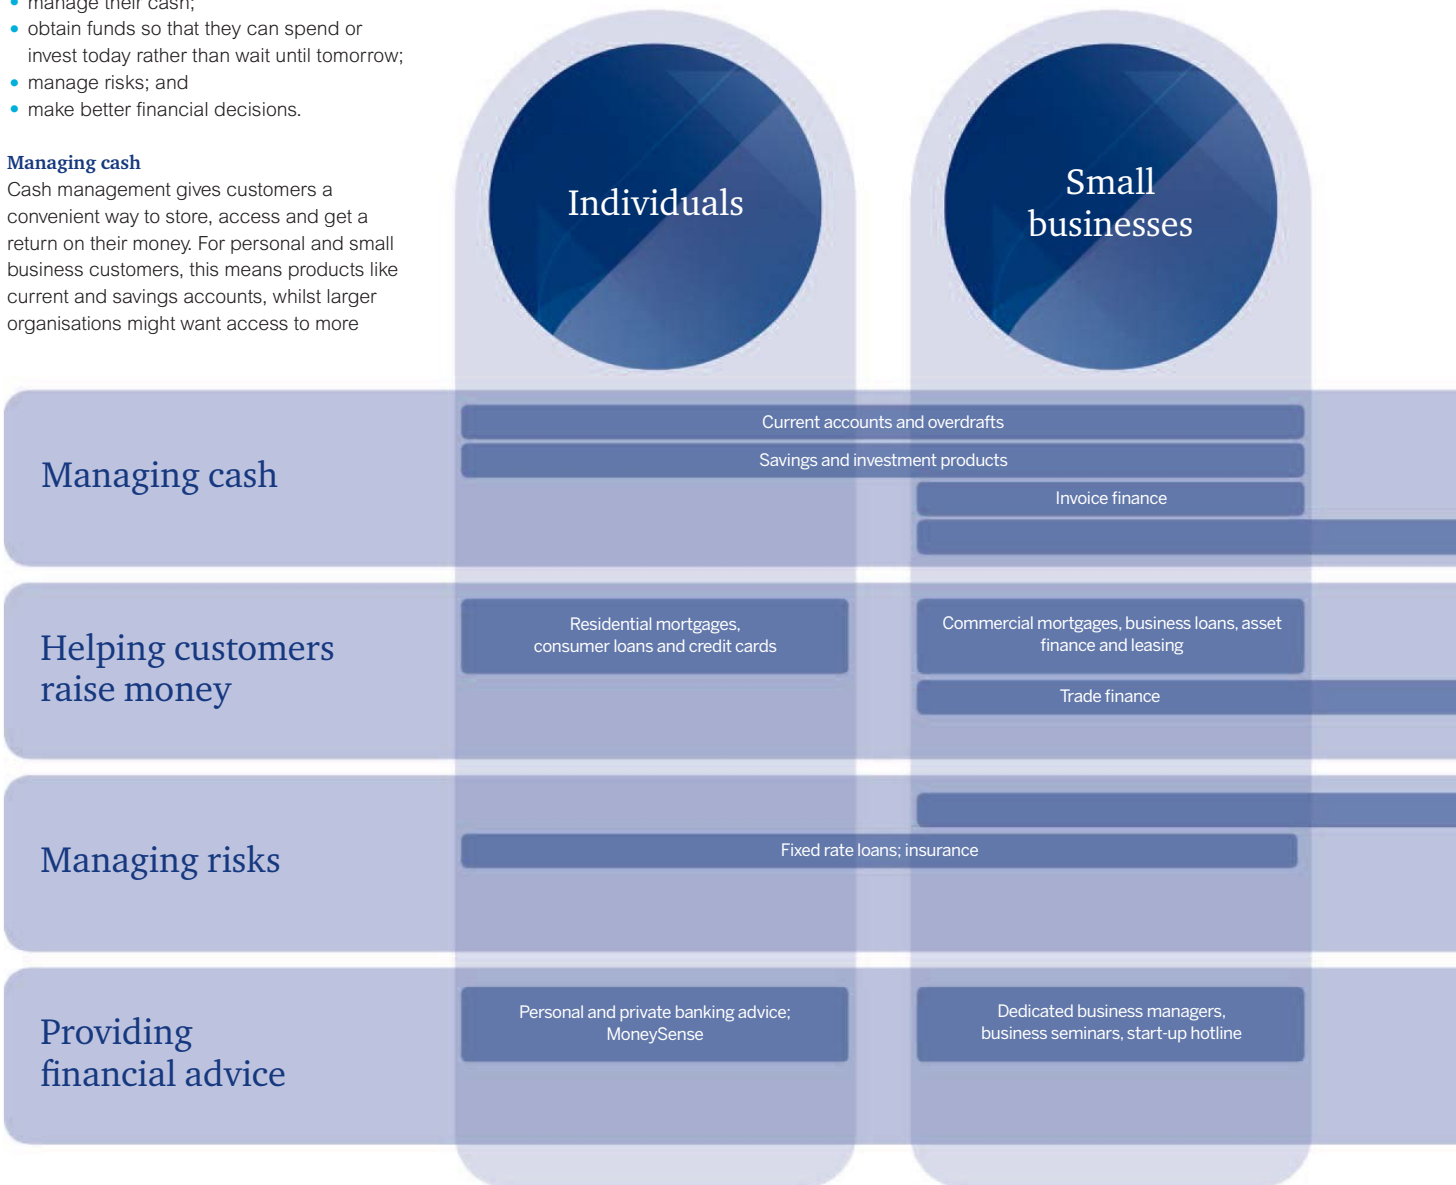 • manage their cash;
• obtain funds so that they can spend or
invest today rather than wait until tomorrow;
• manage risks; and
• make better financial decisions.
Managing cash
Cash management gives customers a
convenient way to store, access and get a
return on their money. For personal and small
business customers, this means products like
current and savings accounts, whilst larger
organisations might want access to more
Individuals
Small
businesses
Managing cash
Current accounts and overdrafts
Savings and investment products
Invoice finance
Helping customers
raise money
Residential mortgages,
consumer loans and credit cards
Commercial mortgages, business loans, asset
finance and leasing
Trade finance
Managing risks
Fixed rate loans; insurance
Providing
financial advice
Personal and private banking advice;
MoneySense
Dedicated business managers,
business seminars, start-up hotline